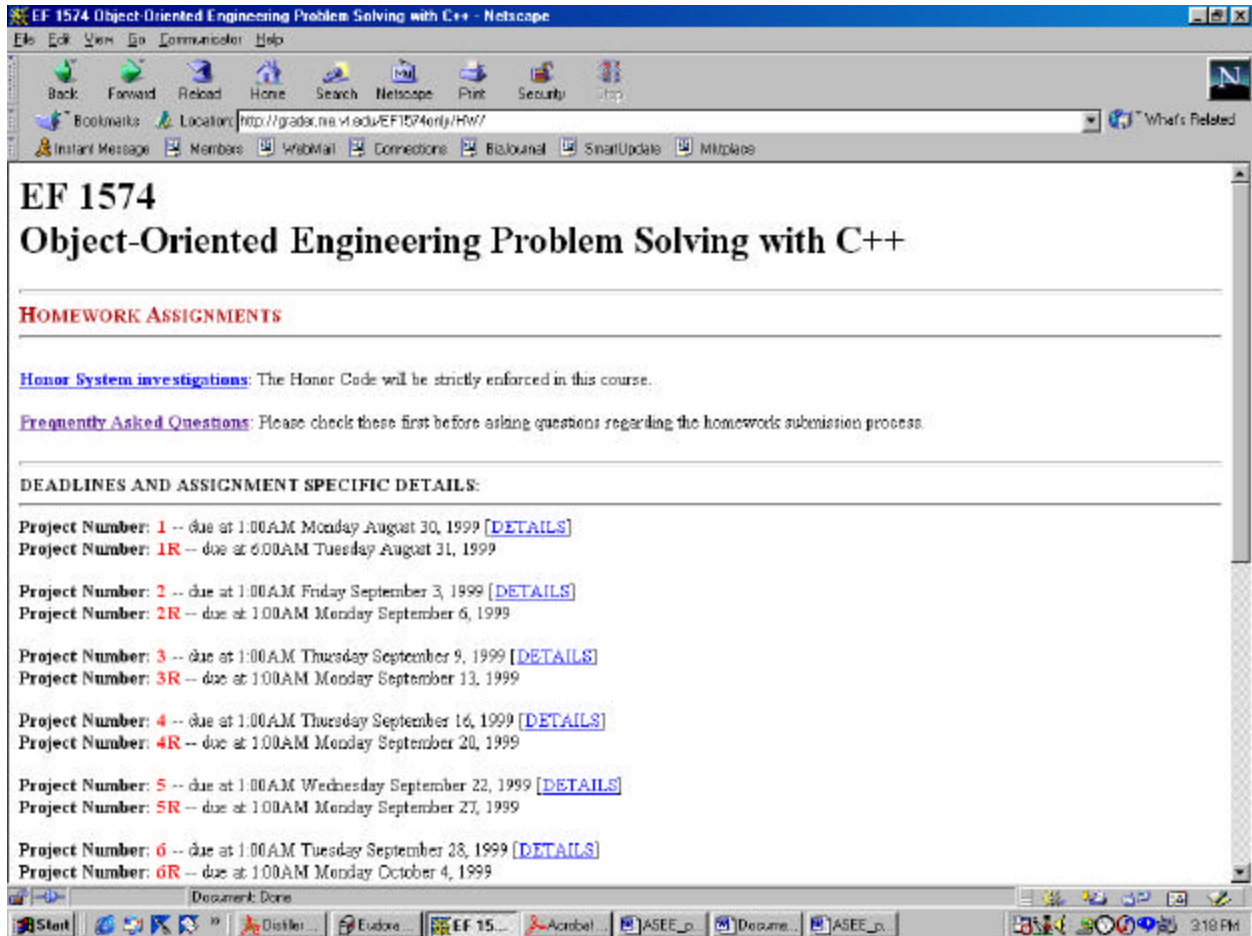 EF 1574 Object-Oriented Engineering Problem Solving with C++ - Netscape
File Edit View Go Communicator Help
Back Forward Reload Home Search Netscape Print Security Stop
Bookmarks Location: http://grader.me.vt.edu/EF1574only/HW7 What's Related
Instant Message Members WebMail Connections BizJournal SmartUpdate Mktplace
EF 1574
Object-Oriented Engineering Problem Solving with C++
HOMEWORK ASSIGNMENTS
Honor System investigations: The Honor Code will be strictly enforced in this course.
Frequently Asked Questions: Please check these first before asking questions regarding the homework submission process.
DEADLINES AND ASSIGNMENT SPECIFIC DETAILS:
Project Number: 1 -- due at 1:00AM Monday August 30, 1999 [DETAILS]
Project Number: 1R -- due at 6:00AM Tuesday August 31, 1999
Project Number: 2 -- due at 1:00AM Friday September 3, 1999 [DETAILS]
Project Number: 2R -- due at 1:00AM Monday September 6, 1999
Project Number: 3 -- due at 1:00AM Thursday September 9, 1999 [DETAILS]
Project Number: 3R -- due at 1:00AM Monday September 13, 1999
Project Number: 4 -- due at 1:00AM Thursday September 16, 1999 [DETAILS]
Project Number: 4R -- due at 1:00AM Monday September 20, 1999
Project Number: 5 -- due at 1:00AM Wednesday September 22, 1999 [DETAILS]
Project Number: 5R -- due at 1:00AM Monday September 27, 1999
Project Number: 6 -- due at 1:00AM Tuesday September 28, 1999 [DETAILS]
Project Number: 6R -- due at 1:00AM Monday October 4, 1999
Document: Done
Start Distiller... Eudora... EF 15... Acrobat... ASEE_p... Docume... ASEE_p... 3:18 PM